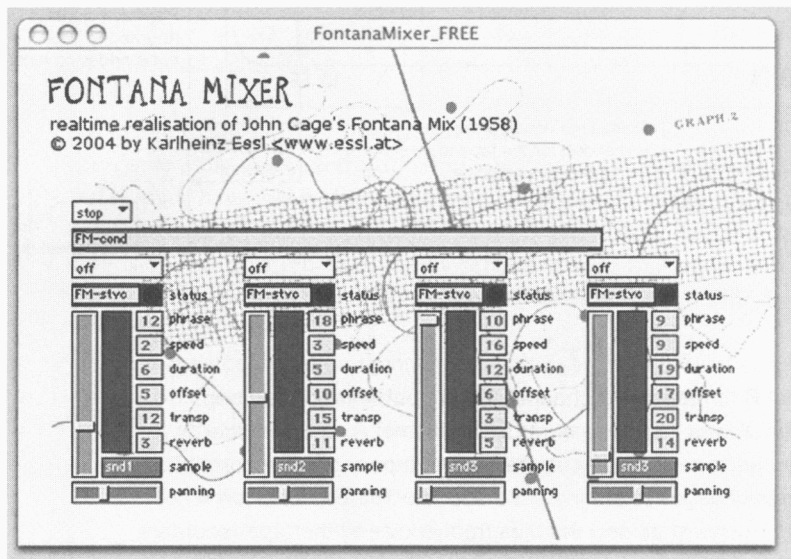 FontanaMixer_FREE
FONTANA MIXER
realtime realisation of John Cage's Fontana Mix (1958)
© 2004 by Karlheinz Essl <www.essl.at>
GRAPH 2
stop
FM-cond
off off off off
FM-stvo status FM-stvo status FM-stvo status FM-stvo status
12 phrase 18 phrase 10 phrase 9 phrase
2 speed 3 speed 16 speed 9 speed
6 duration 5 duration 12 duration 19 duration
5 offset 10 offset 6 offset 17 offset
12 transp 15 transp 3 transp 20 transp
3 reverb 11 reverb 5 reverb 14 reverb
snd1 sample snd2 sample snd3 sample snd3 sample
panning panning panning panning